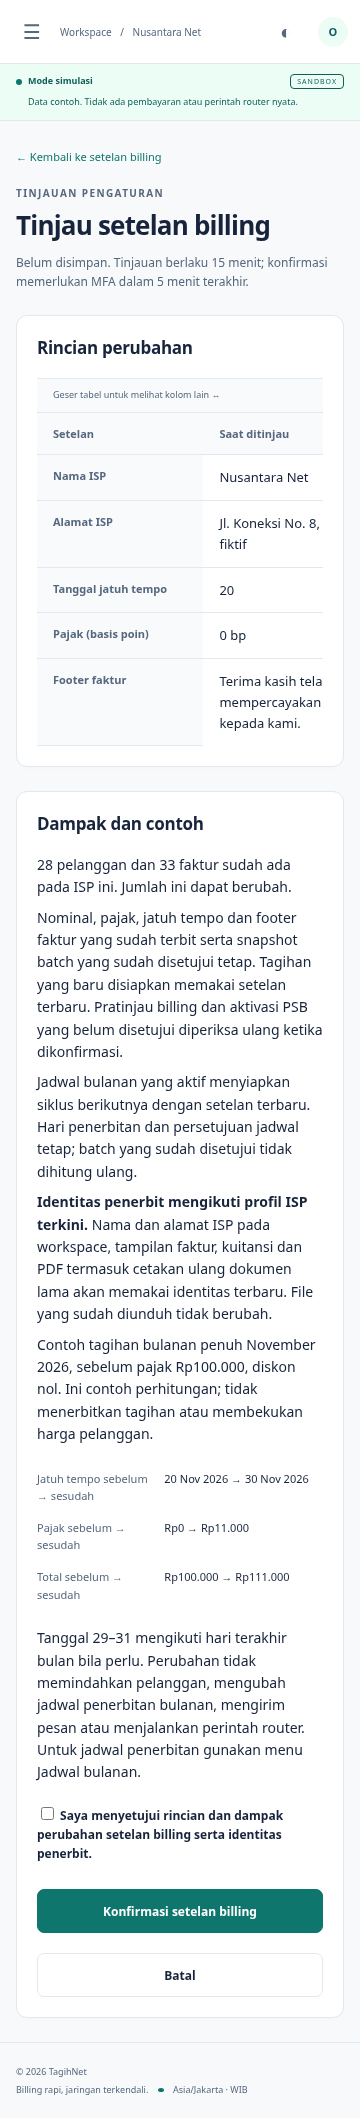 Workspace / Nusantara Net
O
Mode simulasi
SANDBOX
Data contoh. Tidak ada pembayaran atau perintah router nyata.
← Kembali ke setelan billing
TINJAUAN PENGATURAN
Tinjau setelan billing
Belum disimpan. Tinjauan berlaku 15 menit; konfirmasi
memerlukan MFA dalam 5 menit terakhir.
Rincian perubahan
Geser tabel untuk melihat kolom lain ↔
Setelan Saat ditinjau
Nama ISP Nusantara Net
Alamat ISP Jl. Koneksi No. 8,
fiktif
Tanggal jatuh tempo 20
Pajak (basis poin) 0 bp
Footer faktur Terima kasih tela
mempercayakan
kepada kami.
Dampak dan contoh
28 pelanggan dan 33 faktur sudah ada
pada ISP ini. Jumlah ini dapat berubah.
Nominal, pajak, jatuh tempo dan footer
faktur yang sudah terbit serta snapshot
batch yang sudah disetujui tetap. Tagihan
yang baru disiapkan memakai setelan
terbaru. Pratinjau billing dan aktivasi PSB
yang belum disetujui diperiksa ulang ketika
dikonfirmasi.
Jadwal bulanan yang aktif menyiapkan
siklus berikutnya dengan setelan terbaru.
Hari penerbitan dan persetujuan jadwal
tetap; batch yang sudah disetujui tidak
dihitung ulang.
Identitas penerbit mengikuti profil ISP
terkini. Nama dan alamat ISP pada
workspace, tampilan faktur, kuitansi dan
PDF termasuk cetakan ulang dokumen
lama akan memakai identitas terbaru. File
yang sudah diunduh tidak berubah.
Contoh tagihan bulanan penuh November
2026, sebelum pajak Rp100.000, diskon
nol. Ini contoh perhitungan; tidak
menerbitkan tagihan atau membekukan
harga pelanggan.
Jatuh tempo sebelum 20 Nov 2026 → 30 Nov 2026
→ sesudah
Pajak sebelum → Rp0 → Rp11.000
sesudah
Total sebelum → Rp100.000 → Rp111.000
sesudah
Tanggal 29–31 mengikuti hari terakhir
bulan bila perlu. Perubahan tidak
memindahkan pelanggan, mengubah
jadwal penerbitan bulanan, mengirim
pesan atau menjalankan perintah router.
Untuk jadwal penerbitan gunakan menu
Jadwal bulanan.
Saya menyetujui rincian dan dampak
perubahan setelan billing serta identitas
penerbit.
Konfirmasi setelan billing
Batal
© 2026 TagihNet
Billing rapi, jaringan terkendali. Asia/Jakarta · WIB